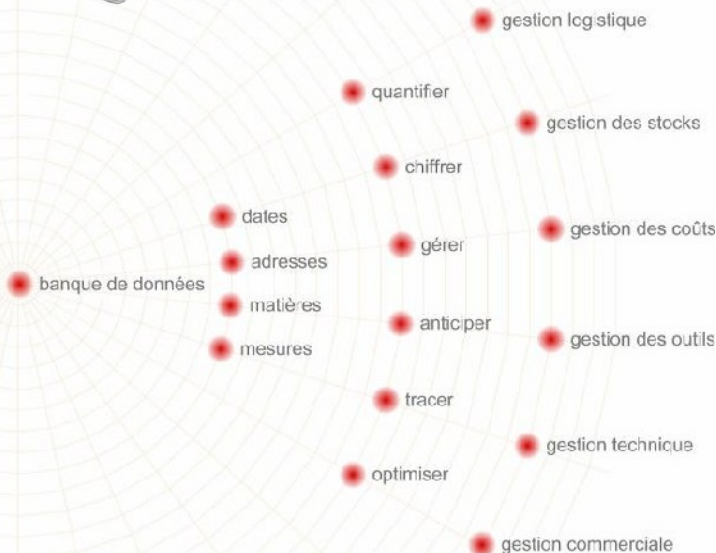 gestion logistique
quantifier
gestion des stocks
chiffrer
dates
gestion des coûts
gérer
adresses
banque de données
matières
anticiper
gestion des outils
mesures
tracer
gestion technique
optimiser
gestion commerciale